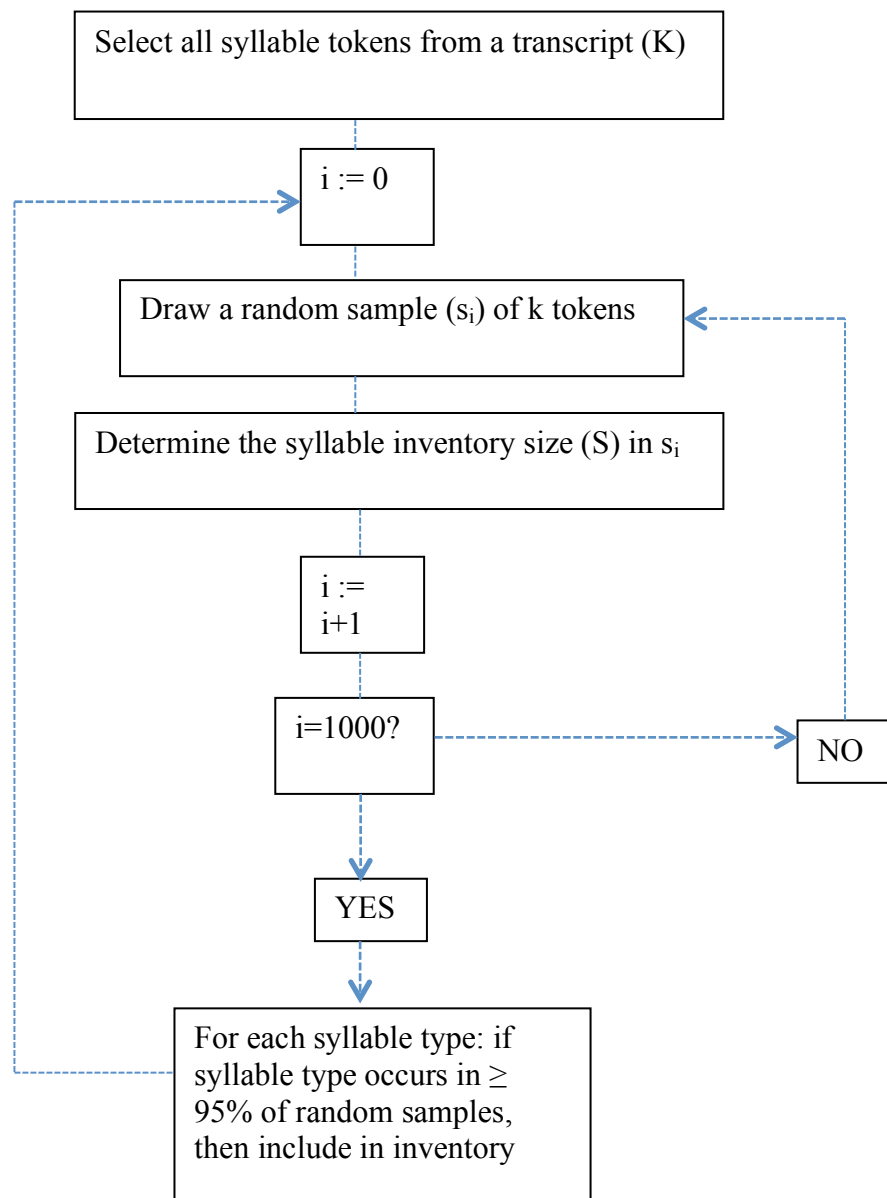 Select all syllable tokens from a transcript (K)
i := 0
Draw a random sample (sᵢ) of k tokens
Determine the syllable inventory size (S) in sᵢ
i :=
i+1
i=1000?
NO
YES
For each syllable type: if
syllable type occurs in ≥
95% of random samples,
then include in inventory